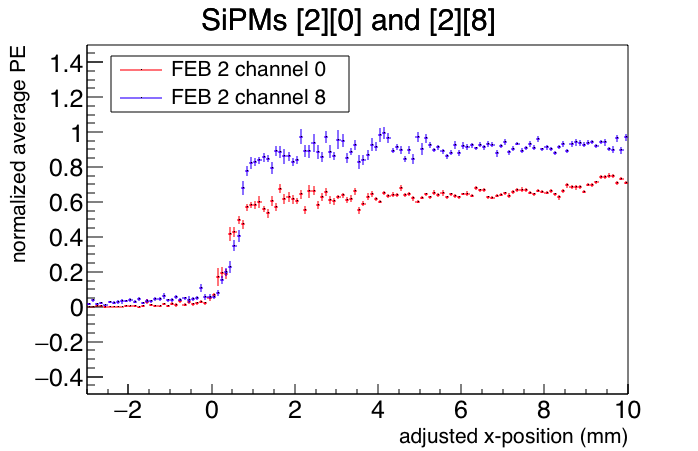 SiPMs [2][0] and [2][8]
normalized average PE
FEB 2 channel 0
FEB 2 channel 8
1.4
1.2
1
0.8
0.6
0.4
0.2
0
−0.2
−0.4
−2 0 2 4 6 8 10
adjusted x-position (mm)